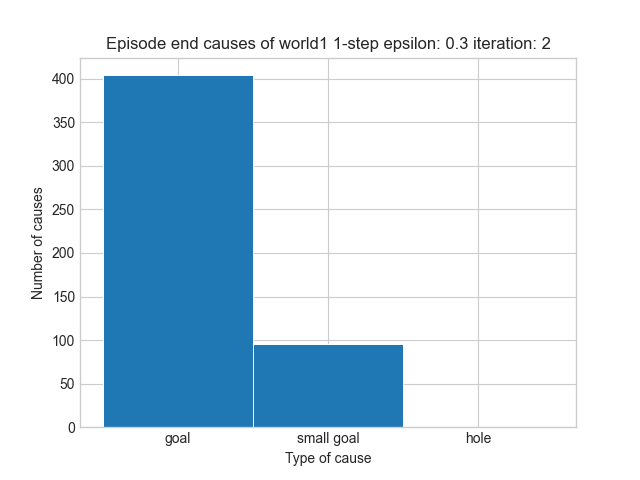 Episode end causes of world1 1-step epsilon: 0.3 iteration: 2
400
350
300
250
200
150
100
50
0
Number of causes
goal small goal hole
Type of cause